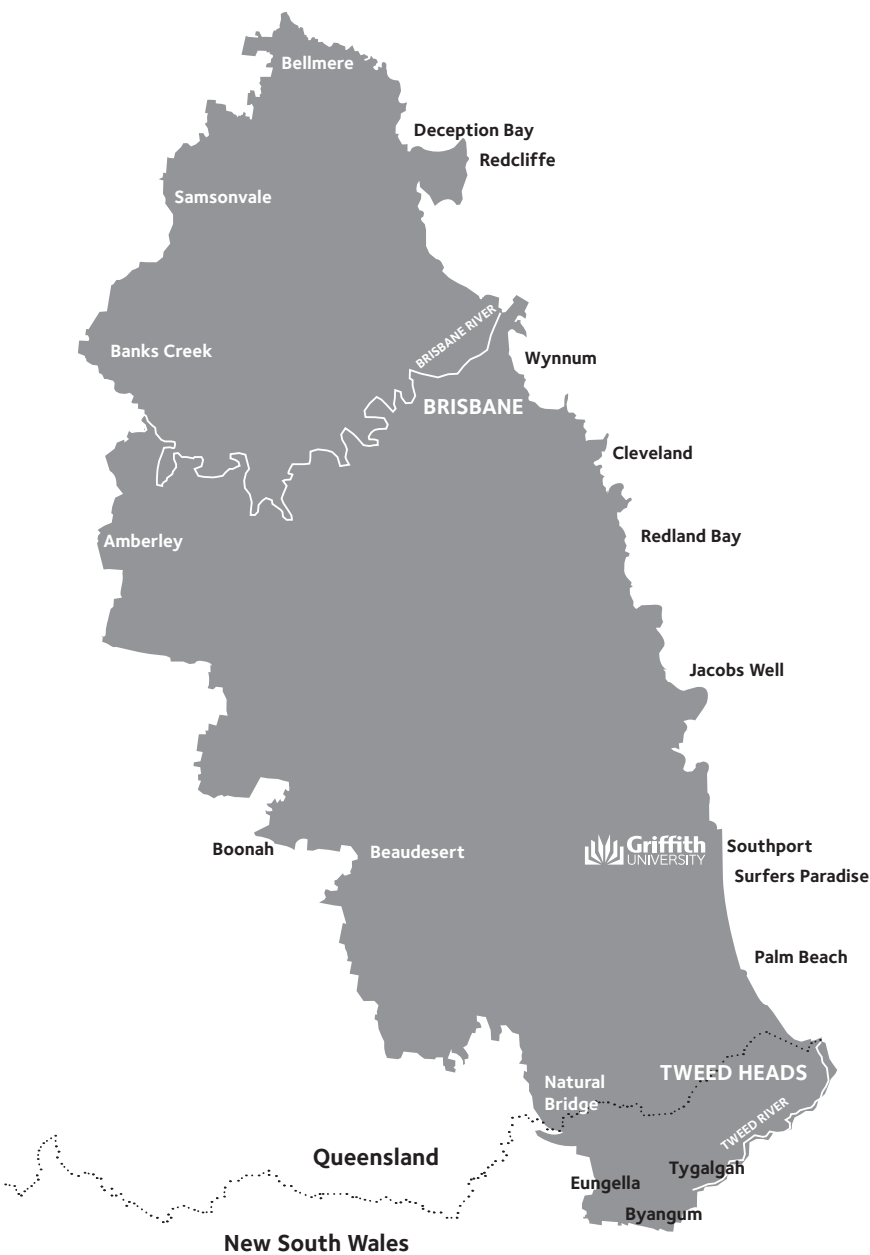 Bellmere
Deception Bay
Redcliffe
Samsonvale
BRISBANE RIVER
Banks Creek
Wynnum
BRISBANE
Cleveland
Redland Bay
Amberley
Jacobs Well
Boonah
Beaudesert
Griffith
UNIVERSITY
Southport
Surfers Paradise
Palm Beach
TWEED HEADS
Natural
Bridge
TWEED RIVER
Queensland
Tygalgah
Eungella
Byangum
New South Wales